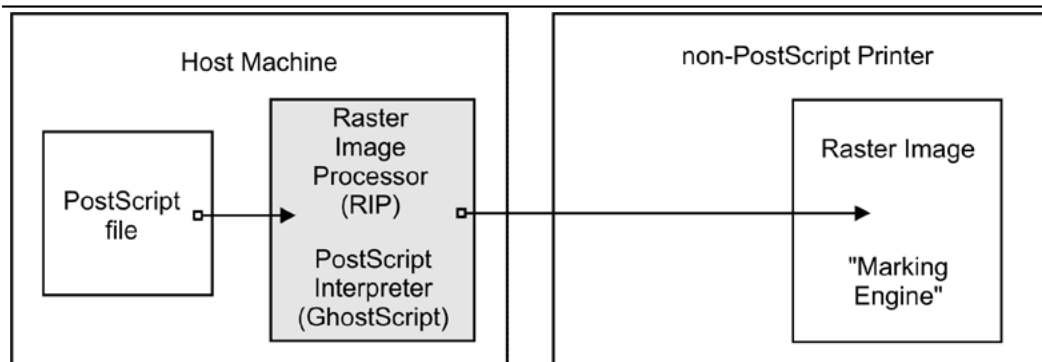 Host Machine
PostScript
file
Raster
Image
Processor
(RIP)
PostScript
Interpreter
(GhostScript)
non-PostScript Printer
Raster Image
"Marking
Engine"